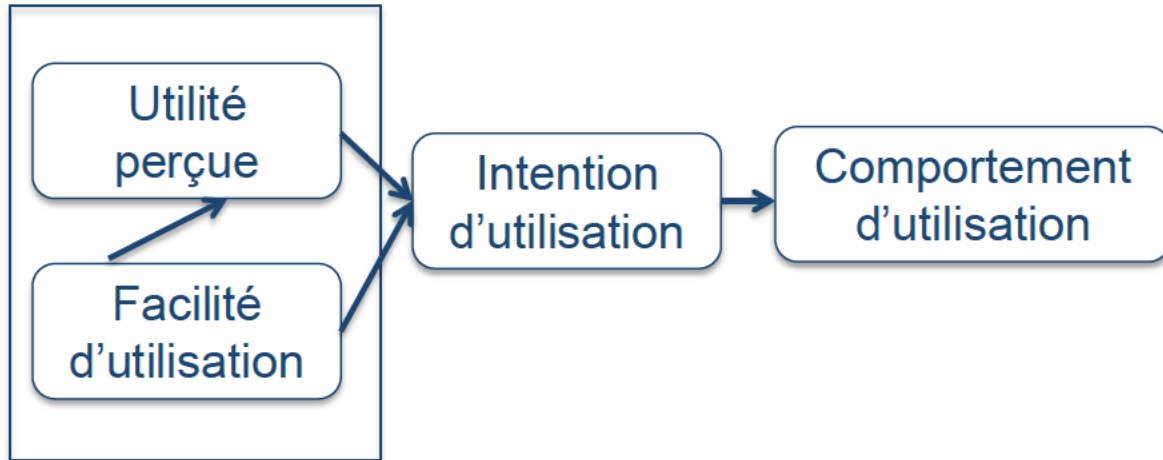 Utilité
perçue
Facilité
d’utilisation
Intention
d’utilisation
Comportement
d’utilisation